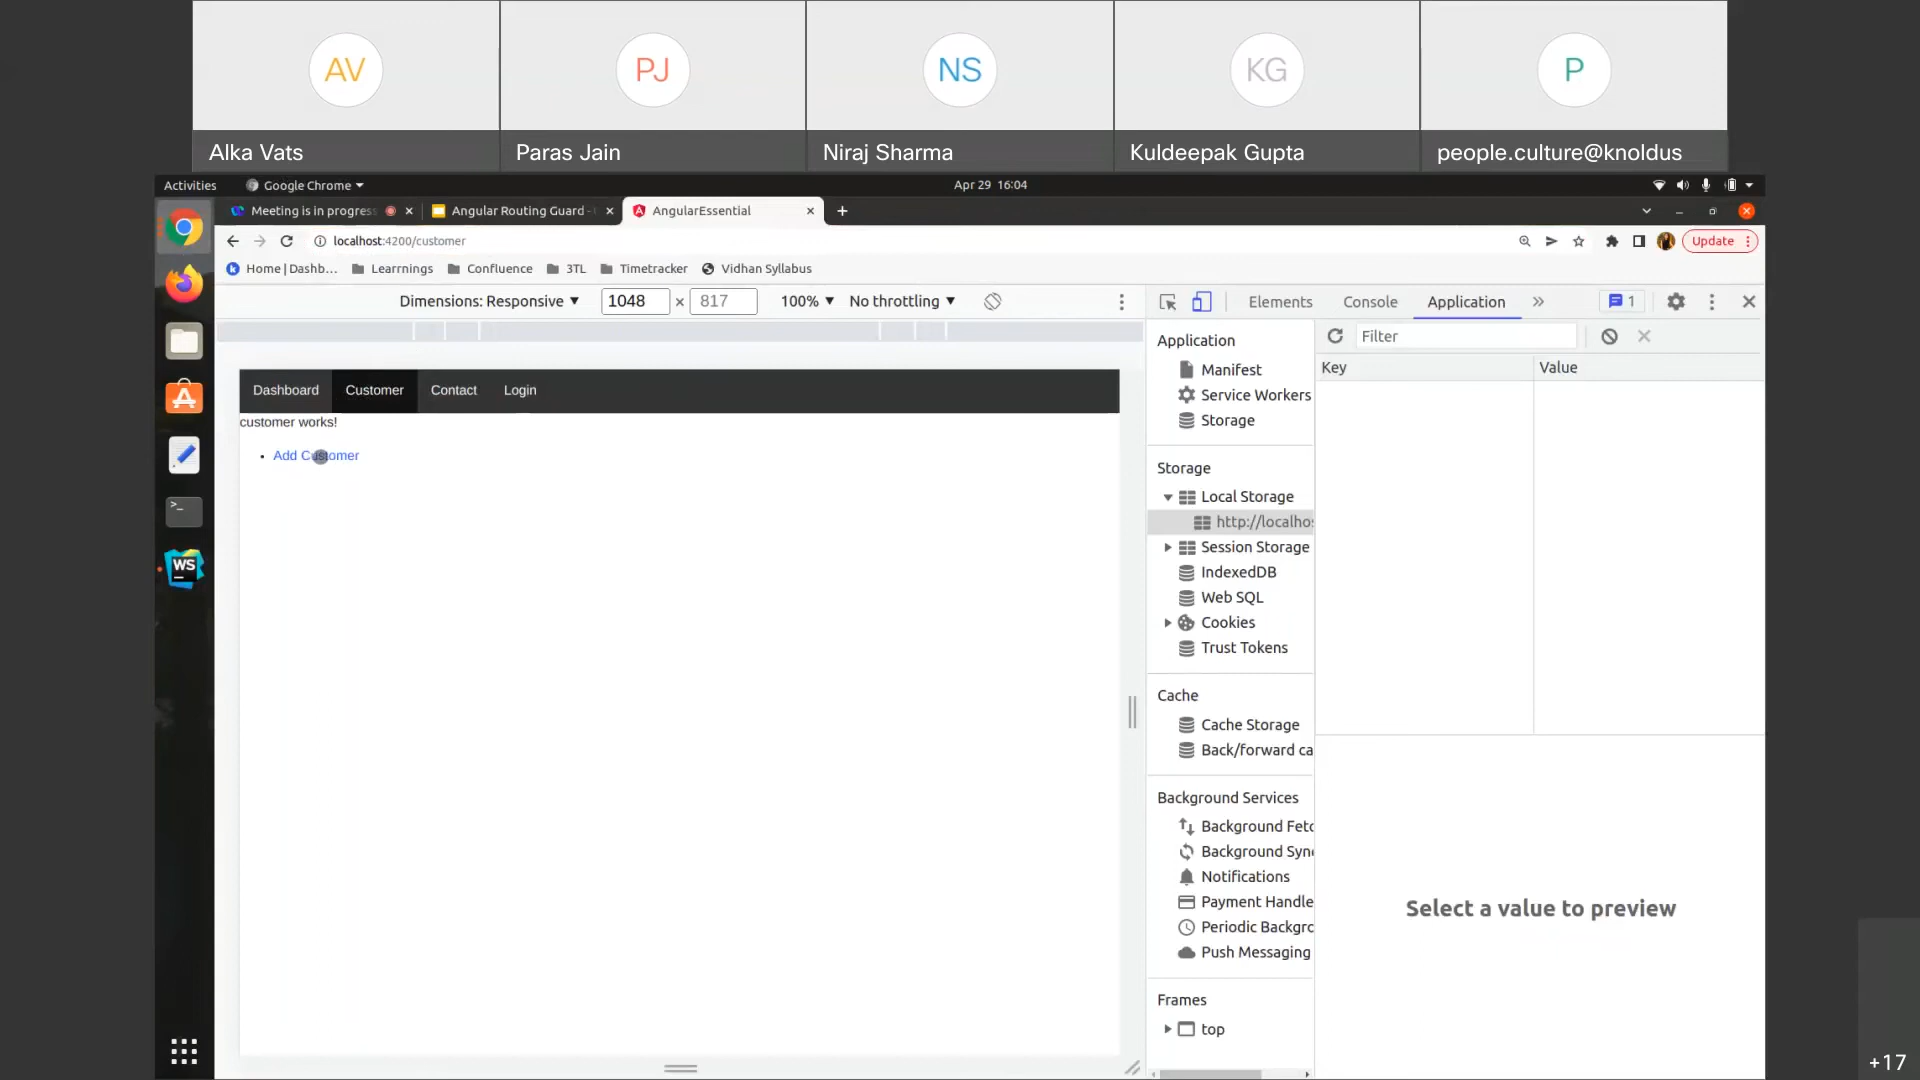 AV
PJ
NS
KG
P
Alka Vats
Paras Jain
Niraj Sharma
Kuldeepak Gupta
people.culture@knoldus
Activities
Google Chrome
Apr 29 16:04
Meeting is in progress
Angular Routing Guard -
AngularEssential
localhost:4200/customer
Update
Home | Dashb...
Learrnings
Confluence
3TL
Timetracker
Vidhan Syllabus
Dimensions: Responsive
1048
×
817
100%
No throttling
Elements
Console
Application
1
Dashboard
Customer
Contact
Login
customer works!
Add Customer
Application
Manifest
Service Workers
Storage
Storage
Local Storage
http://localhos
Session Storage
IndexedDB
Web SQL
Cookies
Trust Tokens
Cache
Cache Storage
Back/forward ca
Background Services
Background Fetc
Background Sync
Notifications
Payment Handle
Periodic Backgro
Push Messaging
Frames
top
Filter
Key
Value
Select a value to preview
WS
+17